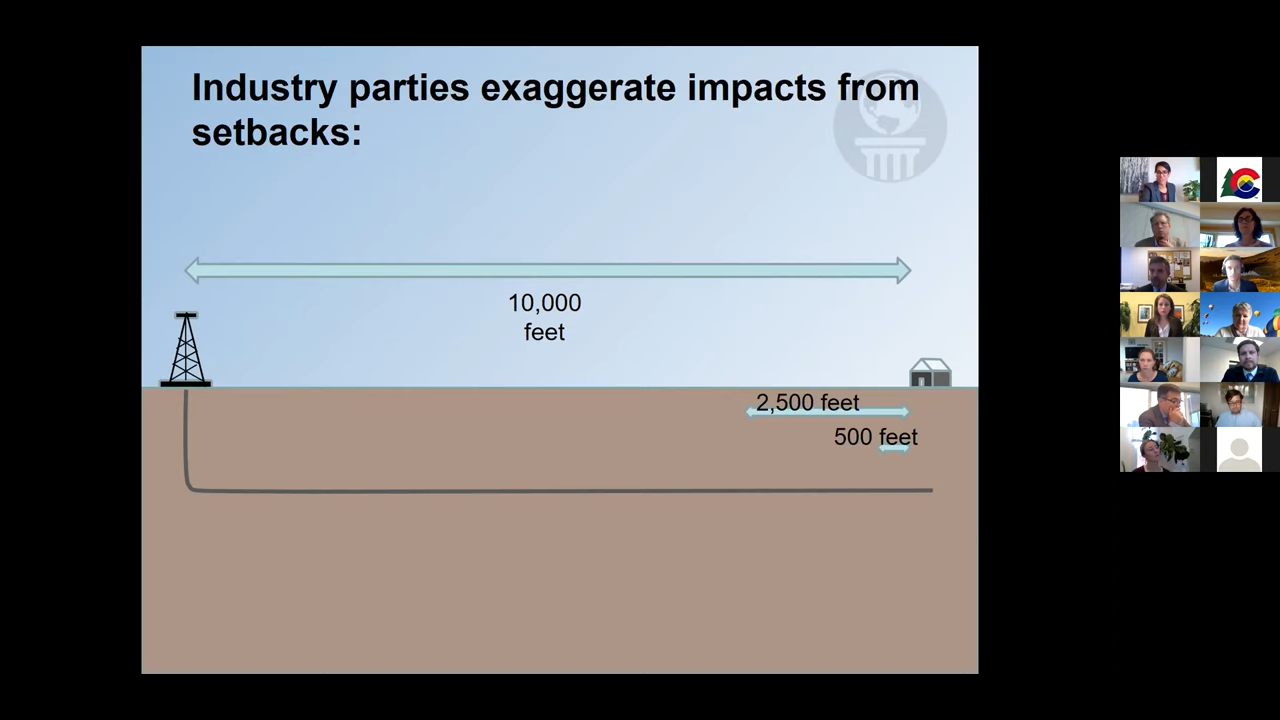 Industry parties exaggerate impacts from
setbacks:
10,000
feet
2,500 feet
500 feet